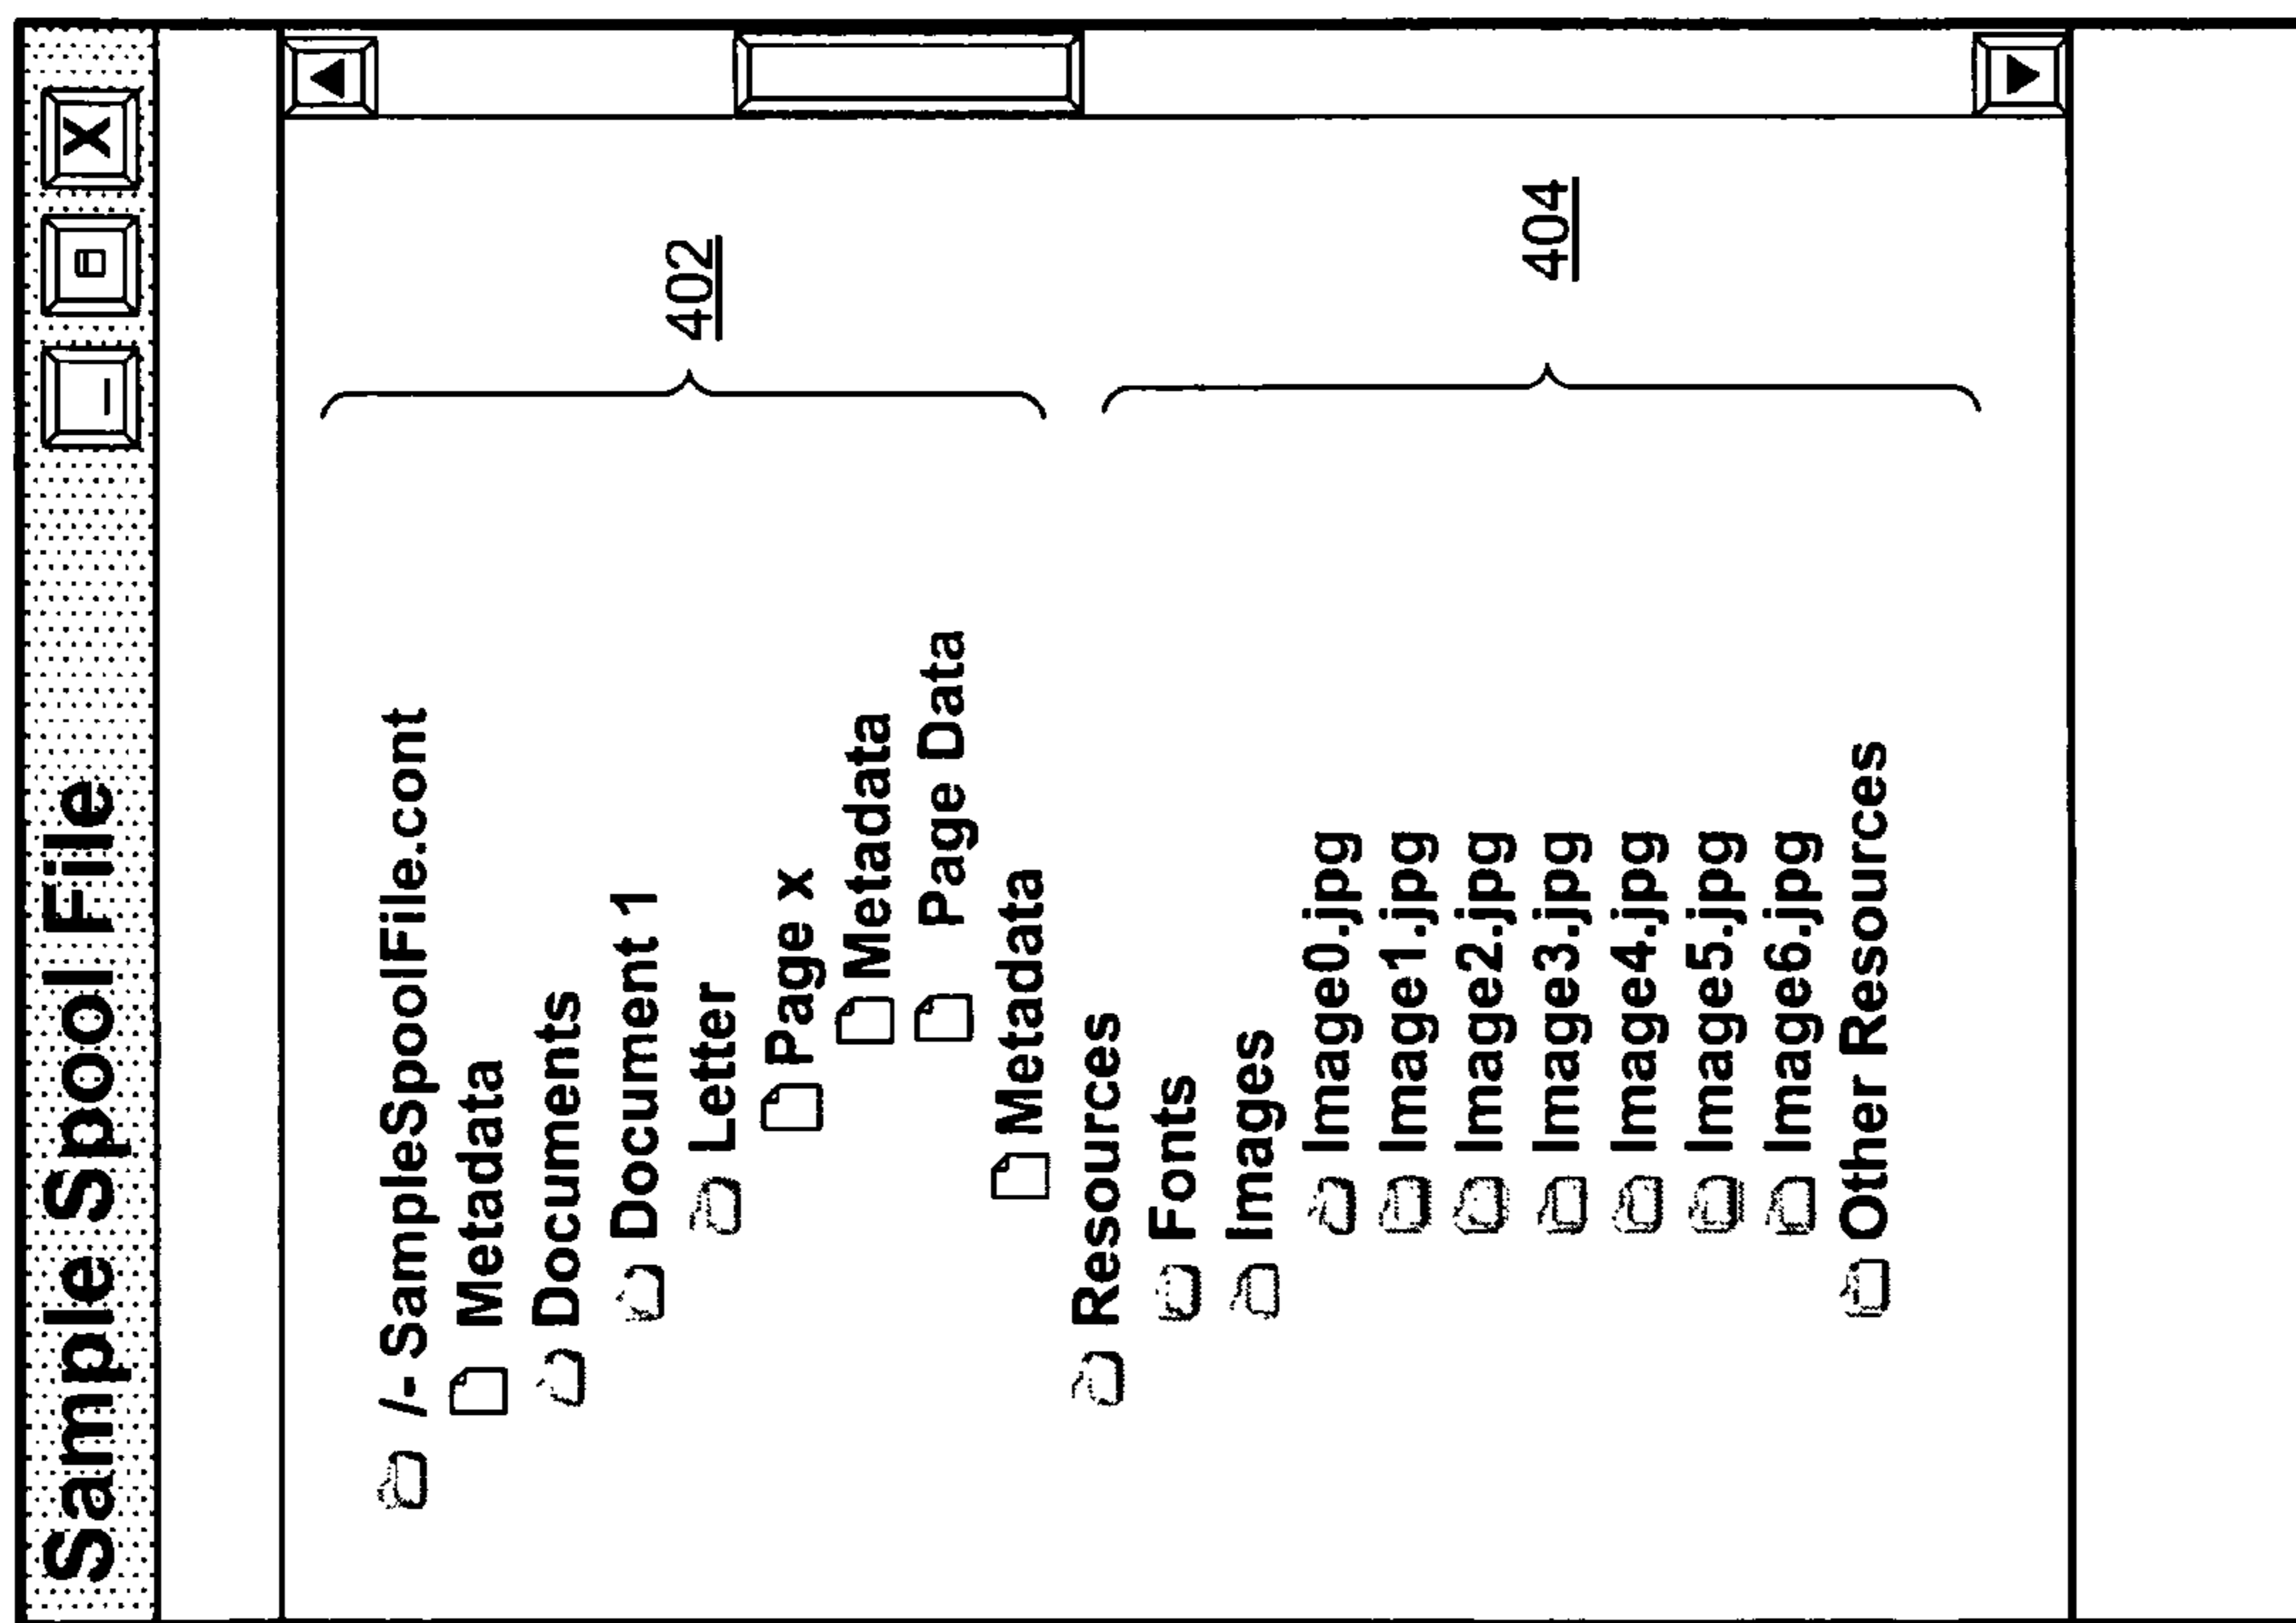 Sample Spool File
X
/- SampleSpoolFile.cont
Metadata
Documents
Document 1
Letter
402
Page x
Metadata
Page Data
Metadata
Resources
Fonts
Images
Image0.jpg
Image1.jpg
Image2.jpg
Image3.jpg
404
Image4.jpg
Image5.jpg
Image6.jpg
Other Resources